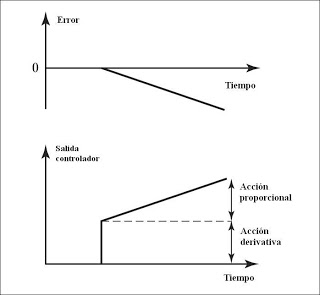 Error
0
Tiempo
Salida
controlador
Acción
proporcional
Acción
derivativa
Tiempo